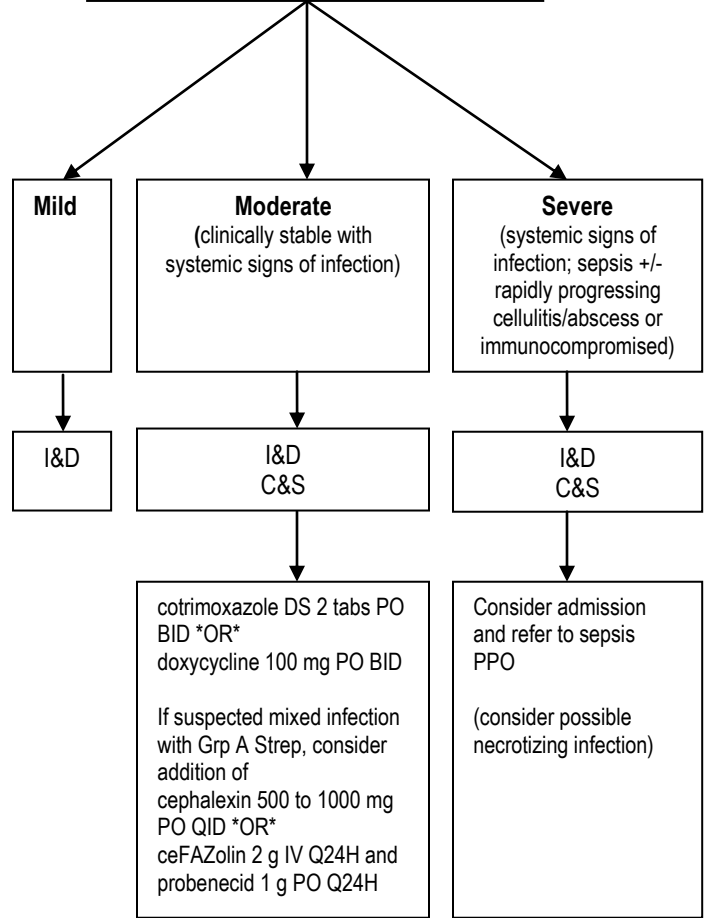 Mild
Moderate
(clinically stable with
systemic signs of infection)
Severe
(systemic signs of
infection; sepsis +/-
rapidly progressing
cellulitis/abscess or
immunocompromised)
I&D
I&D
C&S
I&D
C&S
cotrimoxazole DS 2 tabs PO
BID *OR*
doxycycline 100 mg PO BID
If suspected mixed infection
with Grp A Strep, consider
addition of
cephalexin 500 to 1000 mg
PO QID *OR*
ceFAZolin 2 g IV Q24H and
probenecid 1 g PO Q24H
Consider admission
and refer to sepsis
PPO
(consider possible
necrotizing infection)